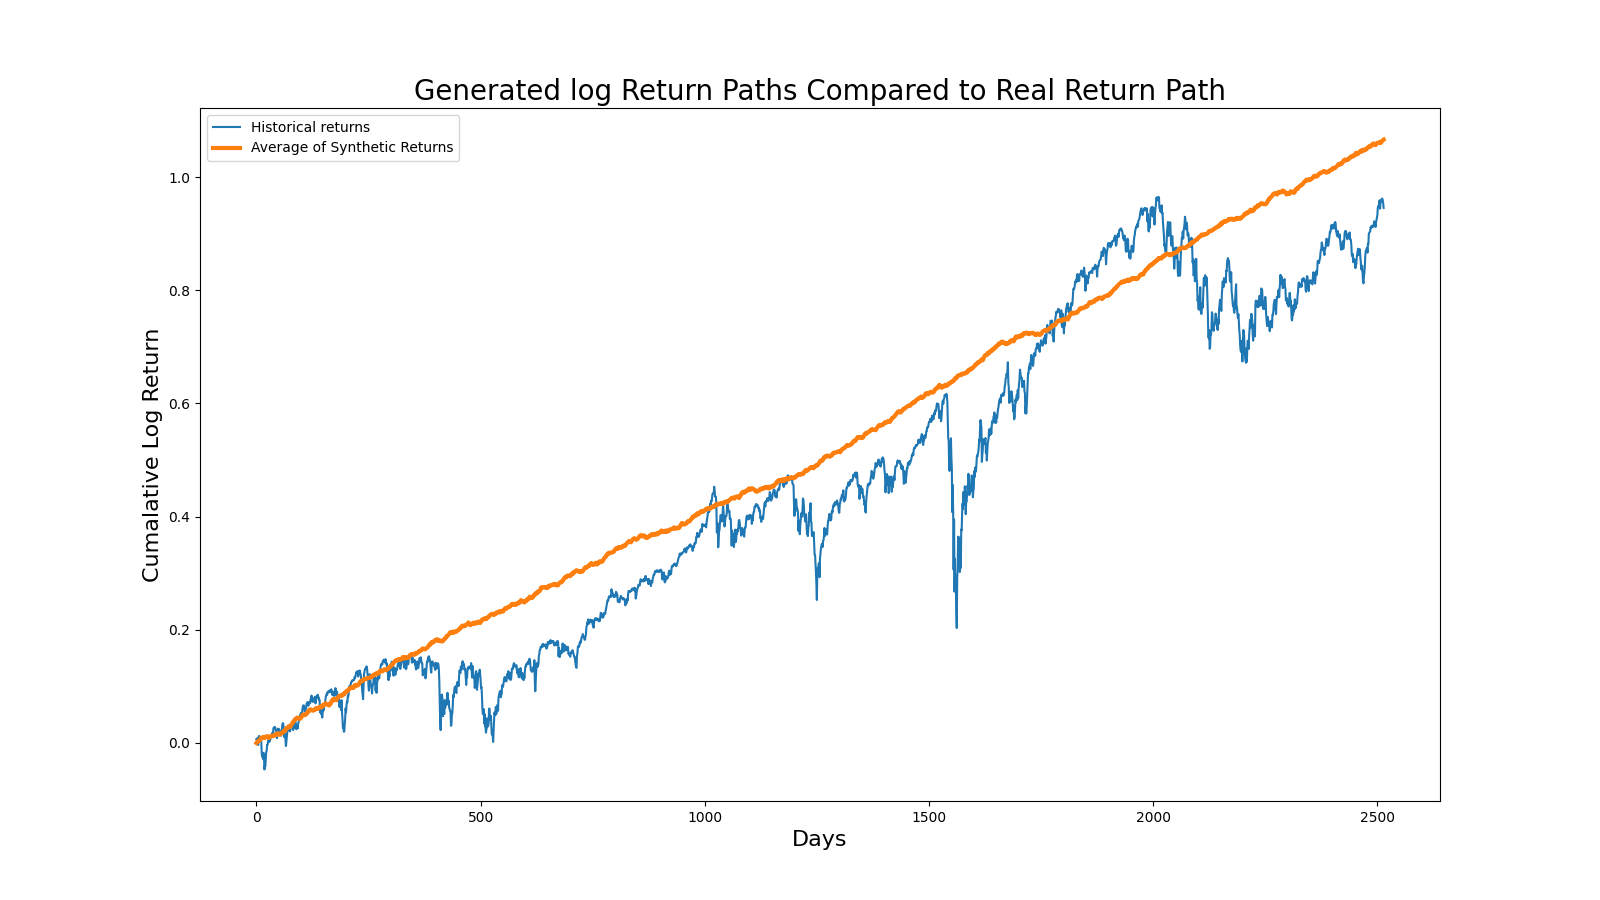 Generated log Return Paths Compared to Real Return Path
Historical returns
Average of Synthetic Returns
Cumalative Log Return
1.0
0.8
0.6
0.4
0.2
0.0
0 500 1000 1500 2000 2500
Days